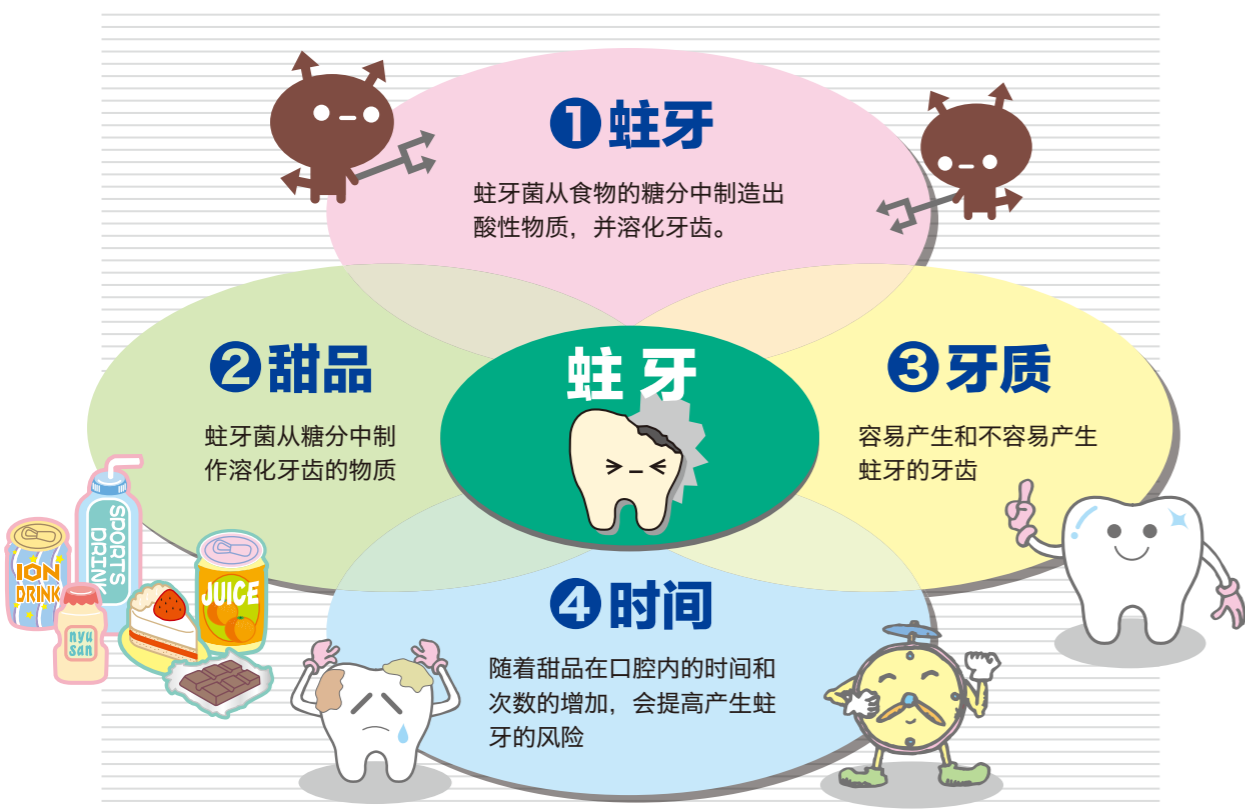 ❶蛀牙
蛀牙菌从食物的糖分中制造出
酸性物质，并溶化牙齿。
❷甜品
蛀牙菌从糖分中制
作溶化牙齿的物质
蛀牙
❸牙质
容易产生和不容易产生
蛀牙的牙齿
SPORTS
DRINK
ION
DRINK
JUICE
nyu
san
❹时间
随着甜品在口腔内的时间和
次数的增加，会提高产生蛀
牙的风险